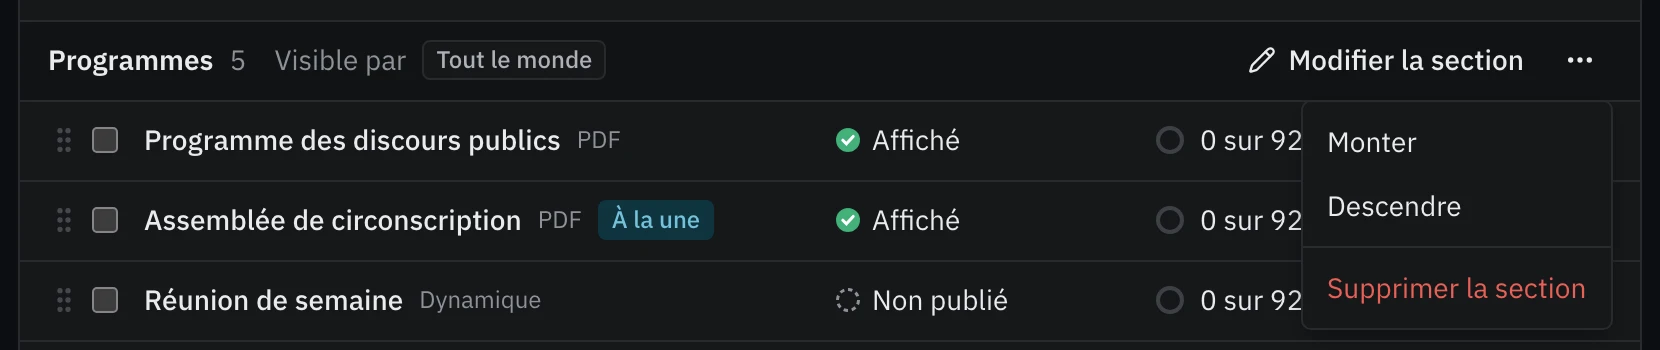 Programmes 5 Visible par Tout le monde Modifier la section ...
Programme des discours publics PDF Affiché 0 sur 92
Monter
Assemblée de circonscription PDF À la une Affiché 0 sur 92
Descendre
Réunion de semaine Dynamique Non publié 0 sur 92
Supprimer la section